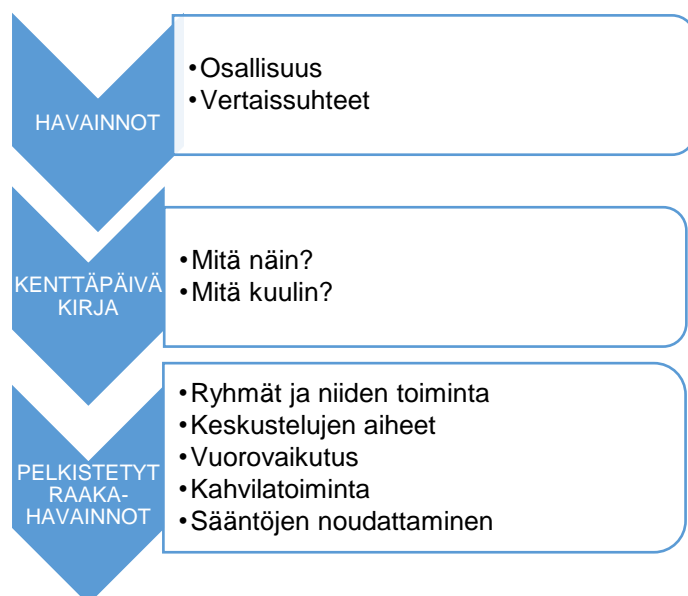 HAVAINNOT
•Osallisuus
•Vertaissuhteet
KENTTÄPÄIVÄ
KIRJA
•Mitä näin?
•Mitä kuulin?
PELKISTETYT
RAAKA-
HAVAINNOT
•Ryhmät ja niiden toiminta
•Keskustelujen aiheet
•Vuorovaikutus
•Kahvilatoiminta
•Sääntöjen noudattaminen